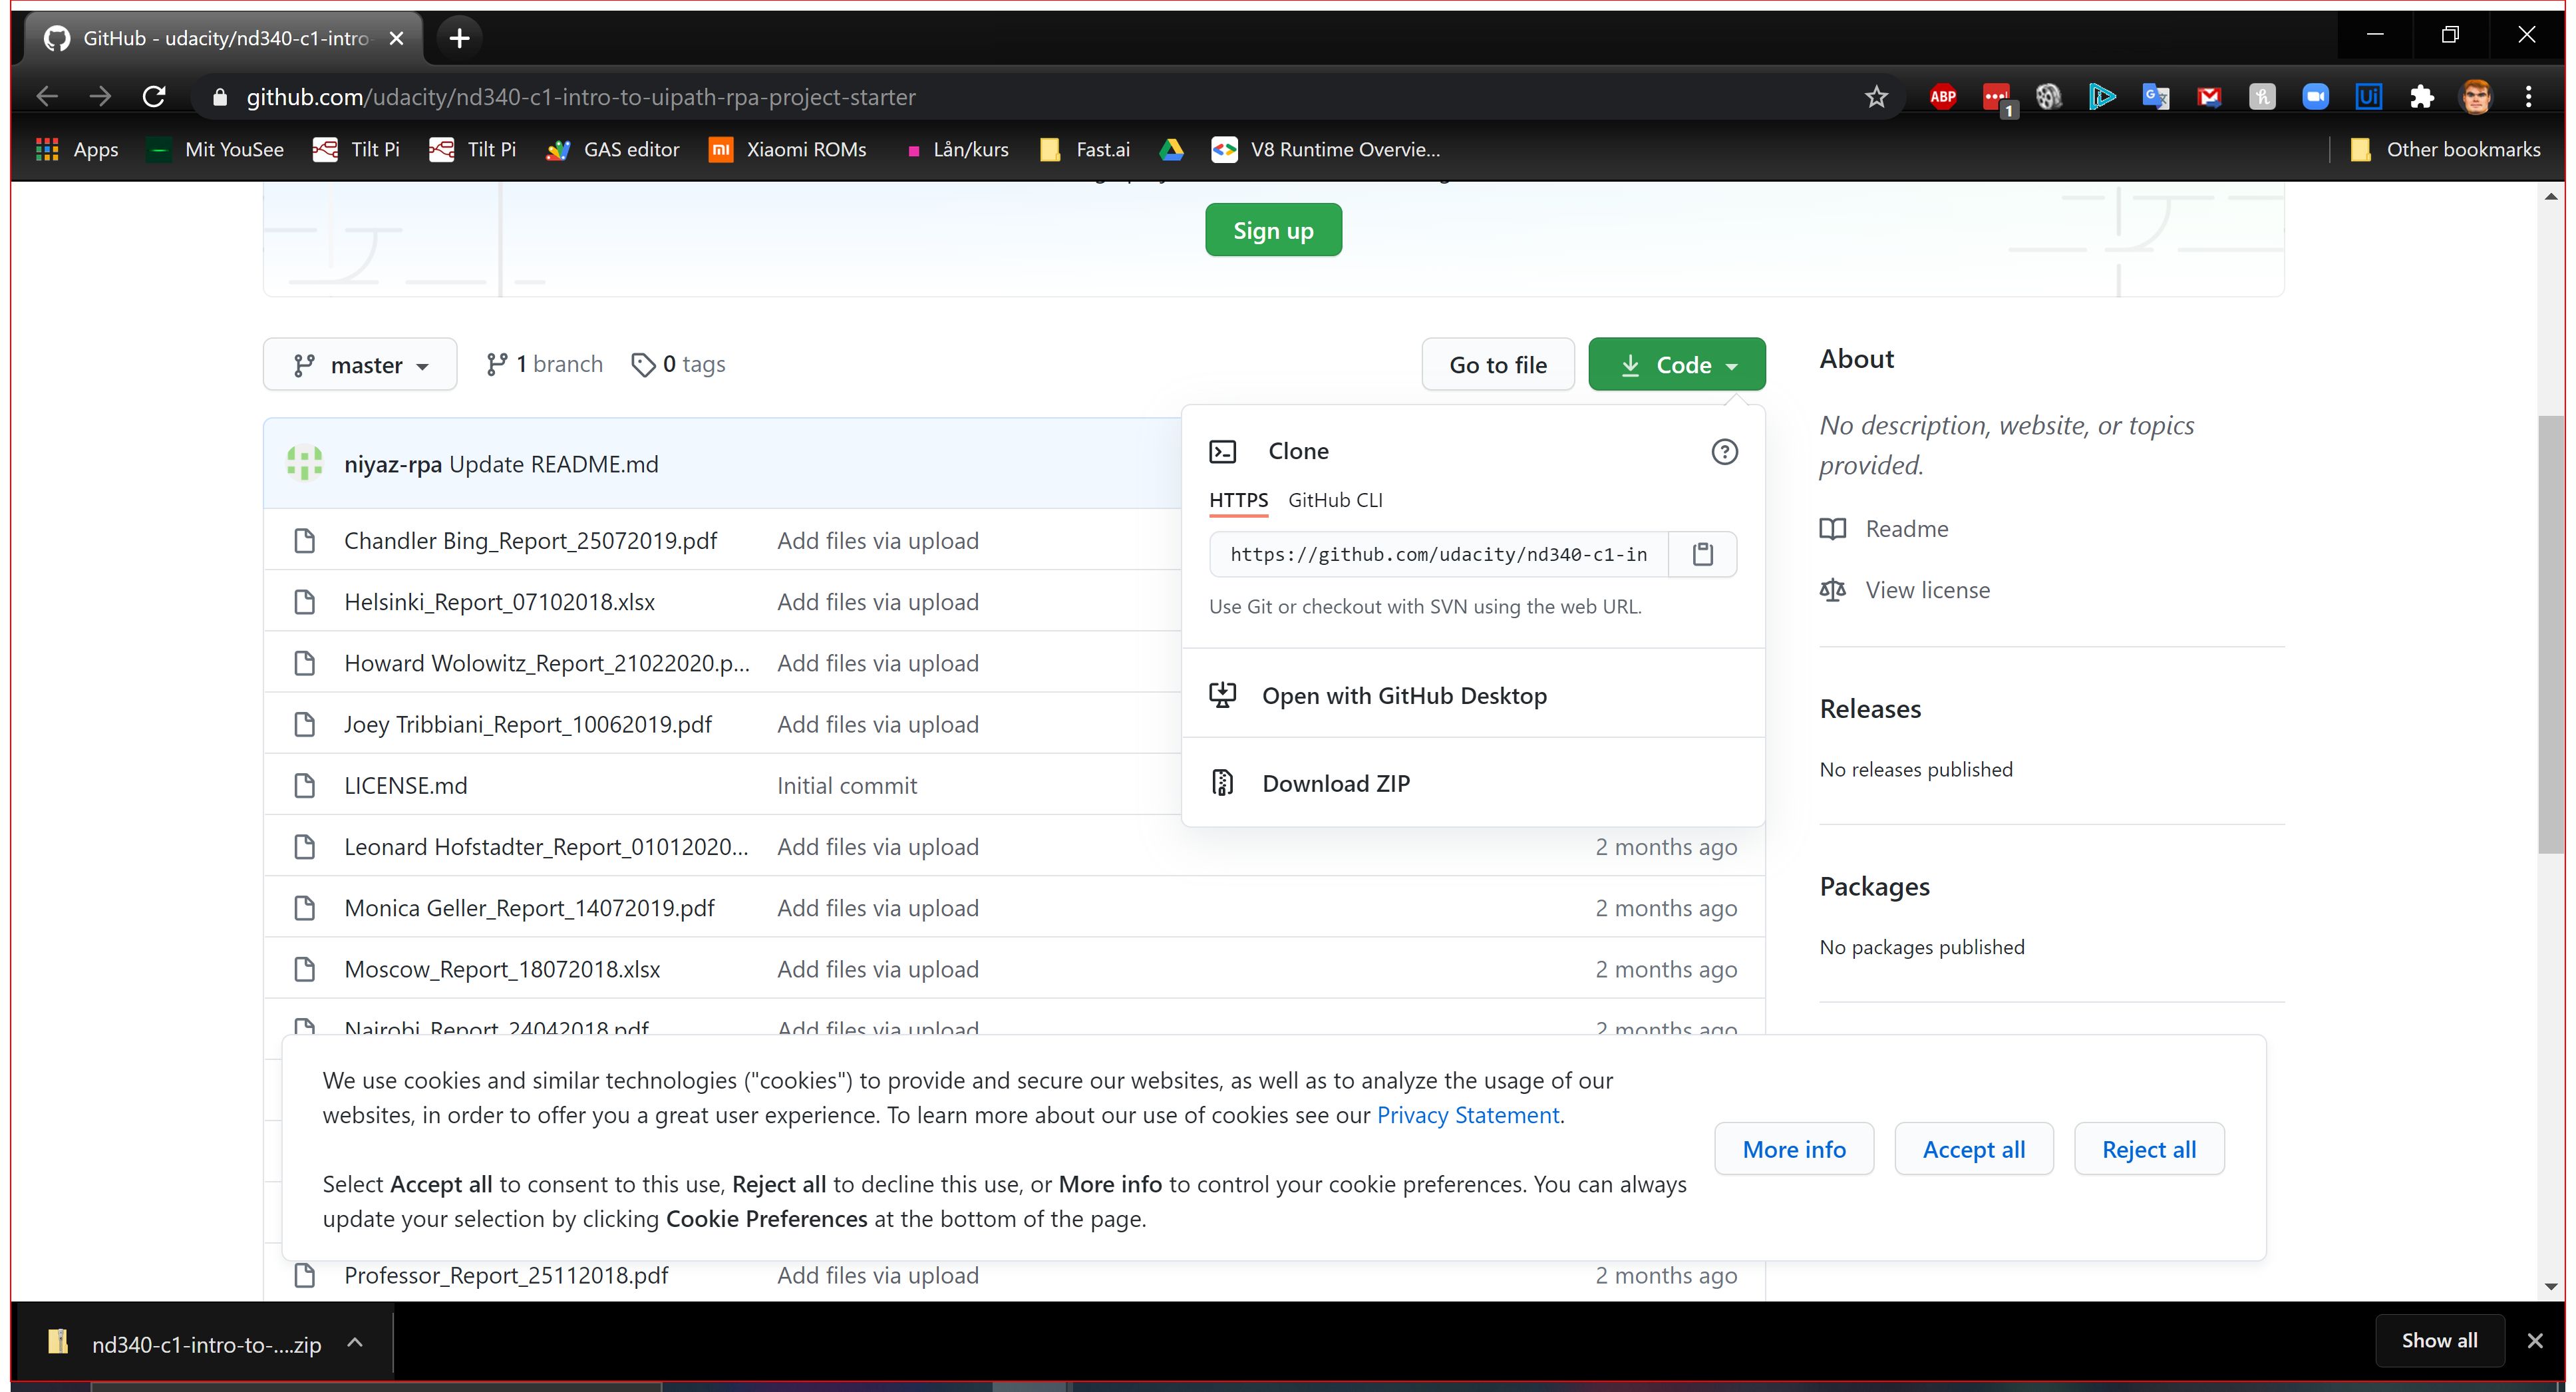 GitHub - udacity/nd340-c1-intro
github.com/udacity/nd340-c1-intro-to-uipath-rpa-project-starter
ABP
1
Apps
Mit YouSee
Tilt Pi
Tilt Pi
GAS editor
Xiaomi ROMs
Lån/kurs
Fast.ai
V8 Runtime Overvie...
Other bookmarks
Sign up
master
1 branch
0 tags
Go to file
Code
niyaz-rpa Update README.md
Chandler Bing_Report_25072019.pdf
Add files via upload
Helsinki_Report_07102018.xlsx
Add files via upload
Howard Wolowitz_Report_21022020.p...
Add files via upload
Joey Tribbiani_Report_10062019.pdf
Add files via upload
LICENSE.md
Initial commit
Leonard Hofstadter_Report_01012020...
Add files via upload
2 months ago
Monica Geller_Report_14072019.pdf
Add files via upload
2 months ago
Moscow_Report_18072018.xlsx
Add files via upload
2 months ago
Nairobi_Report_24042018.pdf
Add files via upload
2 months ago
Clone
HTTPS
GitHub CLI
https://github.com/udacity/nd340-c1-in
Use Git or checkout with SVN using the web URL.
Open with GitHub Desktop
Download ZIP
About
No description, website, or topics
provided.
Readme
View license
Releases
No releases published
Packages
No packages published
We use cookies and similar technologies ("cookies") to provide and secure our websites, as well as to analyze the usage of our
websites, in order to offer you a great user experience. To learn more about our use of cookies see our Privacy Statement.
Select Accept all to consent to this use, Reject all to decline this use, or More info to control your cookie preferences. You can always
update your selection by clicking Cookie Preferences at the bottom of the page.
More info
Accept all
Reject all
Professor_Report_25112018.pdf
Add files via upload
2 months ago
nd340-c1-intro-to-....zip
Show all